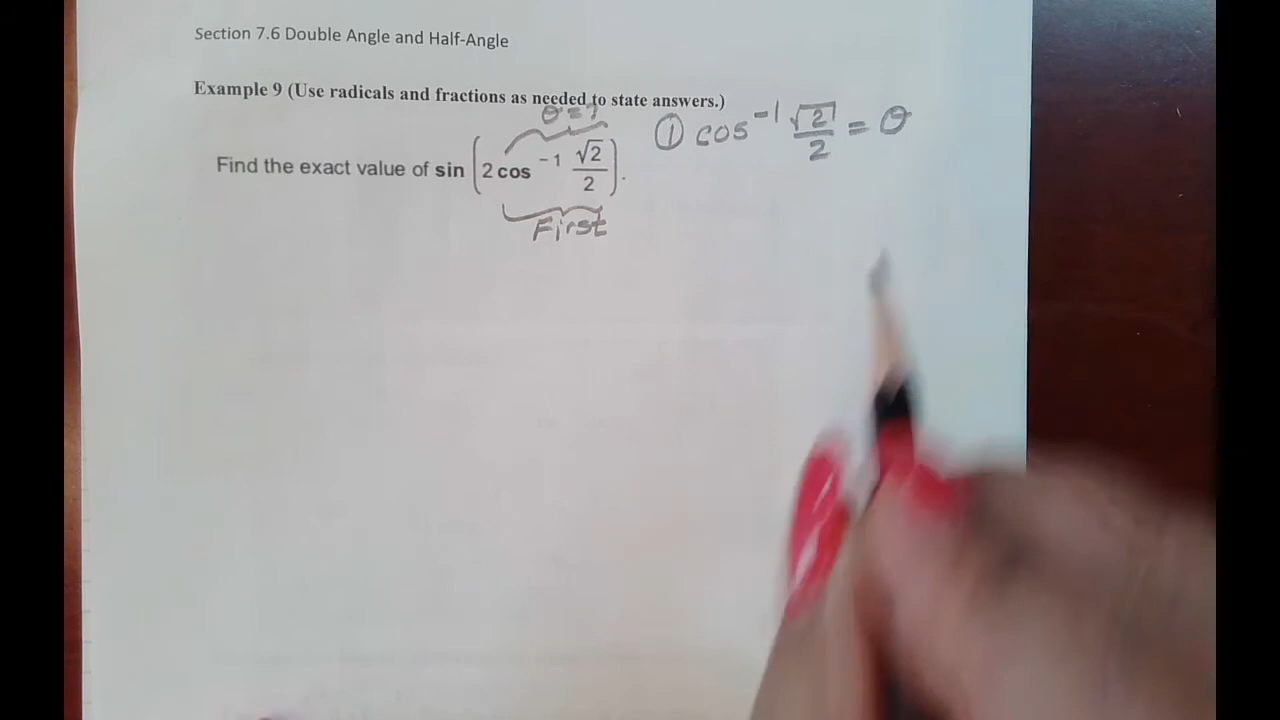 Section 7.6 Double Angle and Half-Angle
Example 9 (Use radicals and fractions as needed to state answers.)
θ = ?
Find the exact value of sin (2 cos⁻¹ √2/2).
First
① cos⁻¹ √2/2 = θ